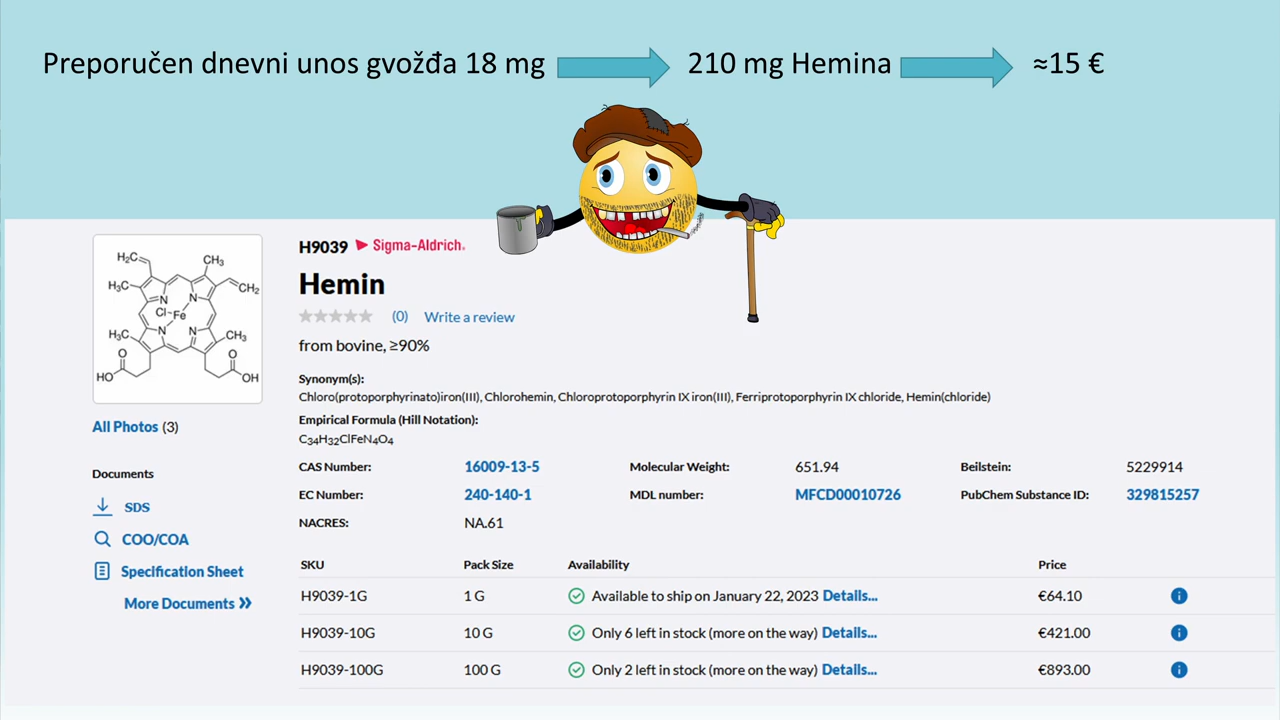 Preporučen dnevni unos gvožđa 18 mg 210 mg Hemina ≈15 €
H9039 Sigma-Aldrich®
Hemin
(0) Write a review
from bovine, ≥90%
Synonym(s):
Chloro(protoporphyrinato)iron(III), Chlorohemin, Chloroprotoporphyrin IX iron(III), Ferriprotoporphyrin IX chloride, Hemin(chloride)
Empirical Formula (Hill Notation):
C34H32ClFeN4O4
CAS Number: 16009-13-5 Molecular Weight: 651.94 Beilstein: 5229914
EC Number: 240-140-1 MDL number: MFCD00010726 PubChem Substance ID: 329815257
NACRES: NA.61
H2C CH3
H3C CH2
N N
Cl-Fe
N N
H3C CH3
O O
HO OH
All Photos (3)
Documents
SDS
COO/COA
Specification Sheet
More Documents »
SKU Pack Size Availability Price
H9039-1G 1 G Available to ship on January 22, 2023 Details... €64.10
H9039-10G 10 G Only 6 left in stock (more on the way) Details... €421.00
H9039-100G 100 G Only 2 left in stock (more on the way) Details... €893.00